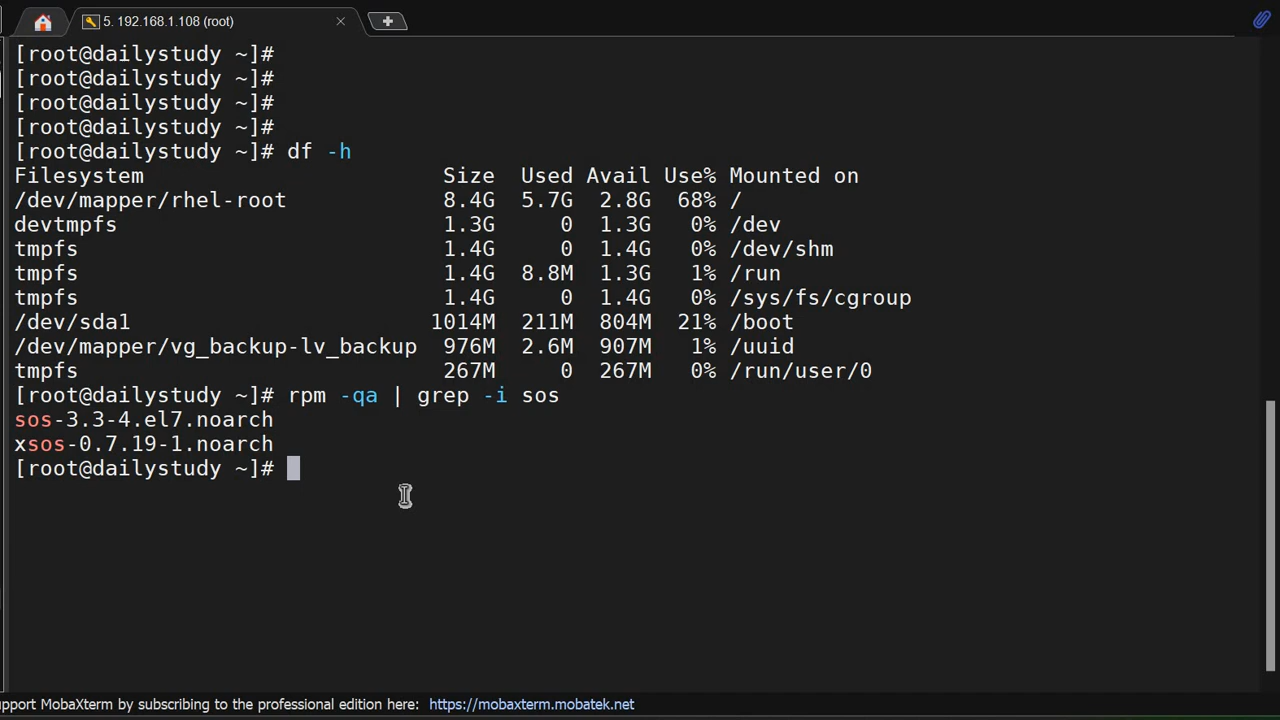 5. 192.168.1.108 (root)
[root@dailystudy ~]#
[root@dailystudy ~]#
[root@dailystudy ~]#
[root@dailystudy ~]#
[root@dailystudy ~]# df -h
Filesystem                        Size  Used Avail Use% Mounted on
/dev/mapper/rhel-root             8.4G  5.7G  2.8G  68% /
devtmpfs                          1.3G     0  1.3G   0% /dev
tmpfs                             1.4G     0  1.4G   0% /dev/shm
tmpfs                             1.4G  8.8M  1.3G   1% /run
tmpfs                             1.4G     0  1.4G   0% /sys/fs/cgroup
/dev/sda1                        1014M  211M  804M  21% /boot
/dev/mapper/vg_backup-lv_backup   976M  2.6M  907M   1% /uuid
tmpfs                             267M     0  267M   0% /run/user/0
[root@dailystudy ~]# rpm -qa | grep -i sos
sos-3.3-4.el7.noarch
xsos-0.7.19-1.noarch
[root@dailystudy ~]#
pport MobaXterm by subscribing to the professional edition here: https://mobaxterm.mobatek.net